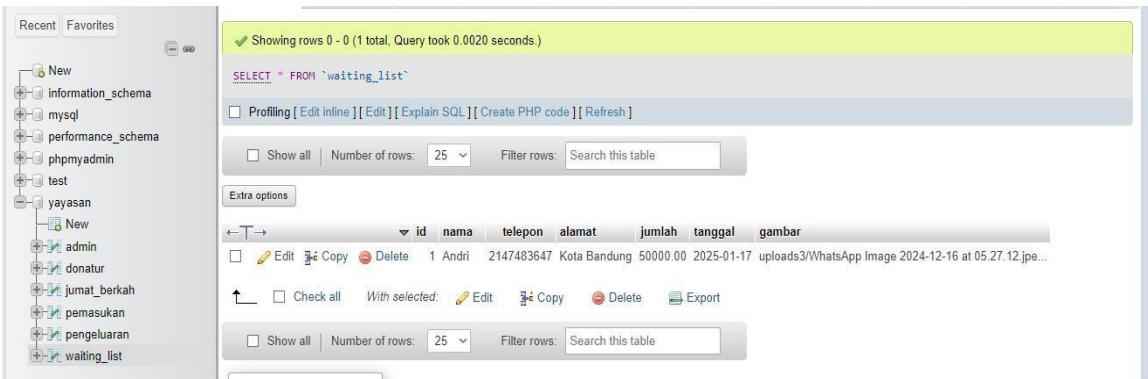 Recent Favorites
New
information_schema
mysql
performance_schema
phpmyadmin
test
yayasan
New
admin
donatur
jumat_berkah
pemasukan
pengeluaran
waiting_list
Showing rows 0 - 0 (1 total, Query took 0.0020 seconds.)
SELECT * FROM `waiting_list`
Profiling [ Edit inline ] [ Edit ] [ Explain SQL ] [ Create PHP code ] [ Refresh ]
Show all | Number of rows: 25 Filter rows: Search this table
Extra options
id nama telepon alamat jumlah tanggal gambar
Edit Copy Delete 1 Andri 2147483647 Kota Bandung 50000.00 2025-01-17 uploads3/WhatsApp Image 2024-12-16 at 05.27.12.jpe...
Check all With selected: Edit Copy Delete Export
Show all | Number of rows: 25 Filter rows: Search this table